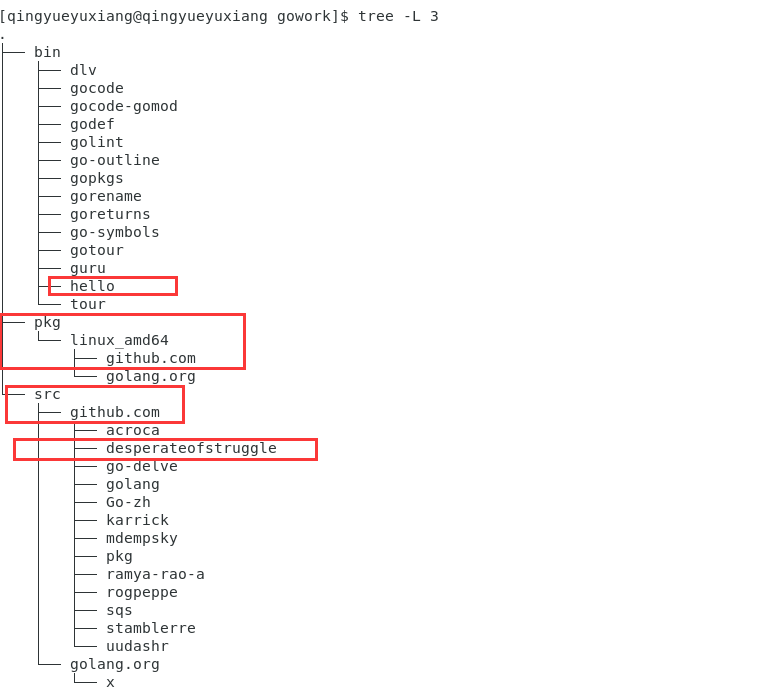 [qingyueyuxiang@qingyueyuxiang gowork]$ tree -L 3
.
├── bin
│   ├── dlv
│   ├── gocode
│   ├── gocode-gomod
│   ├── godef
│   ├── golint
│   ├── go-outline
│   ├── gopkgs
│   ├── gorename
│   ├── goreturns
│   ├── go-symbols
│   ├── gotour
│   ├── guru
│   ├── hello
│   └── tour
├── pkg
│   └── linux_amd64
│       ├── github.com
│       └── golang.org
└── src
    ├── github.com
    │   ├── acroca
    │   ├── desperateofstruggle
    │   ├── go-delve
    │   ├── golang
    │   ├── Go-zh
    │   ├── karrick
    │   ├── mdempsky
    │   ├── pkg
    │   ├── ramya-rao-a
    │   ├── rogpeppe
    │   ├── sqs
    │   ├── stamblerre
    │   └── uudashr
    └── golang.org
        └── x